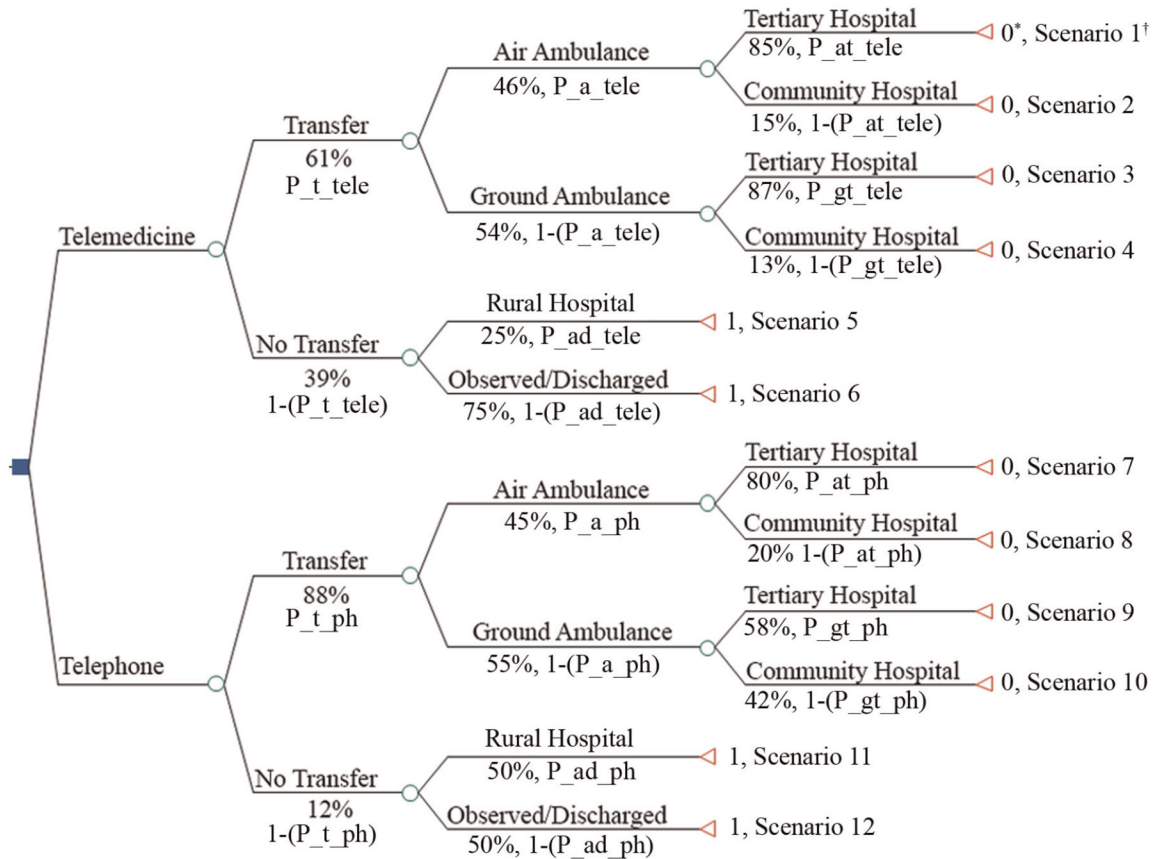 Tertiary Hospital
85%, P_at_tele
0*, Scenario 1†
Air Ambulance
46%, P_a_tele
Community Hospital
15%, 1-(P_at_tele)
0, Scenario 2
Transfer
61%
P_t_tele
Tertiary Hospital
87%, P_gt_tele
0, Scenario 3
Ground Ambulance
54%, 1-(P_a_tele)
Community Hospital
13%, 1-(P_gt_tele)
0, Scenario 4
Telemedicine
Rural Hospital
25%, P_ad_tele
1, Scenario 5
No Transfer
39%
1-(P_t_tele)
Observed/Discharged
75%, 1-(P_ad_tele)
1, Scenario 6
Tertiary Hospital
80%, P_at_ph
0, Scenario 7
Air Ambulance
45%, P_a_ph
Community Hospital
20% 1-(P_at_ph)
0, Scenario 8
Transfer
88%
P_t_ph
Tertiary Hospital
58%, P_gt_ph
0, Scenario 9
Ground Ambulance
55%, 1-(P_a_ph)
Community Hospital
42%, 1-(P_gt_ph)
0, Scenario 10
Telephone
Rural Hospital
50%, P_ad_ph
1, Scenario 11
No Transfer
12%
1-(P_t_ph)
Observed/Discharged
50%, 1-(P_ad_ph)
1, Scenario 12